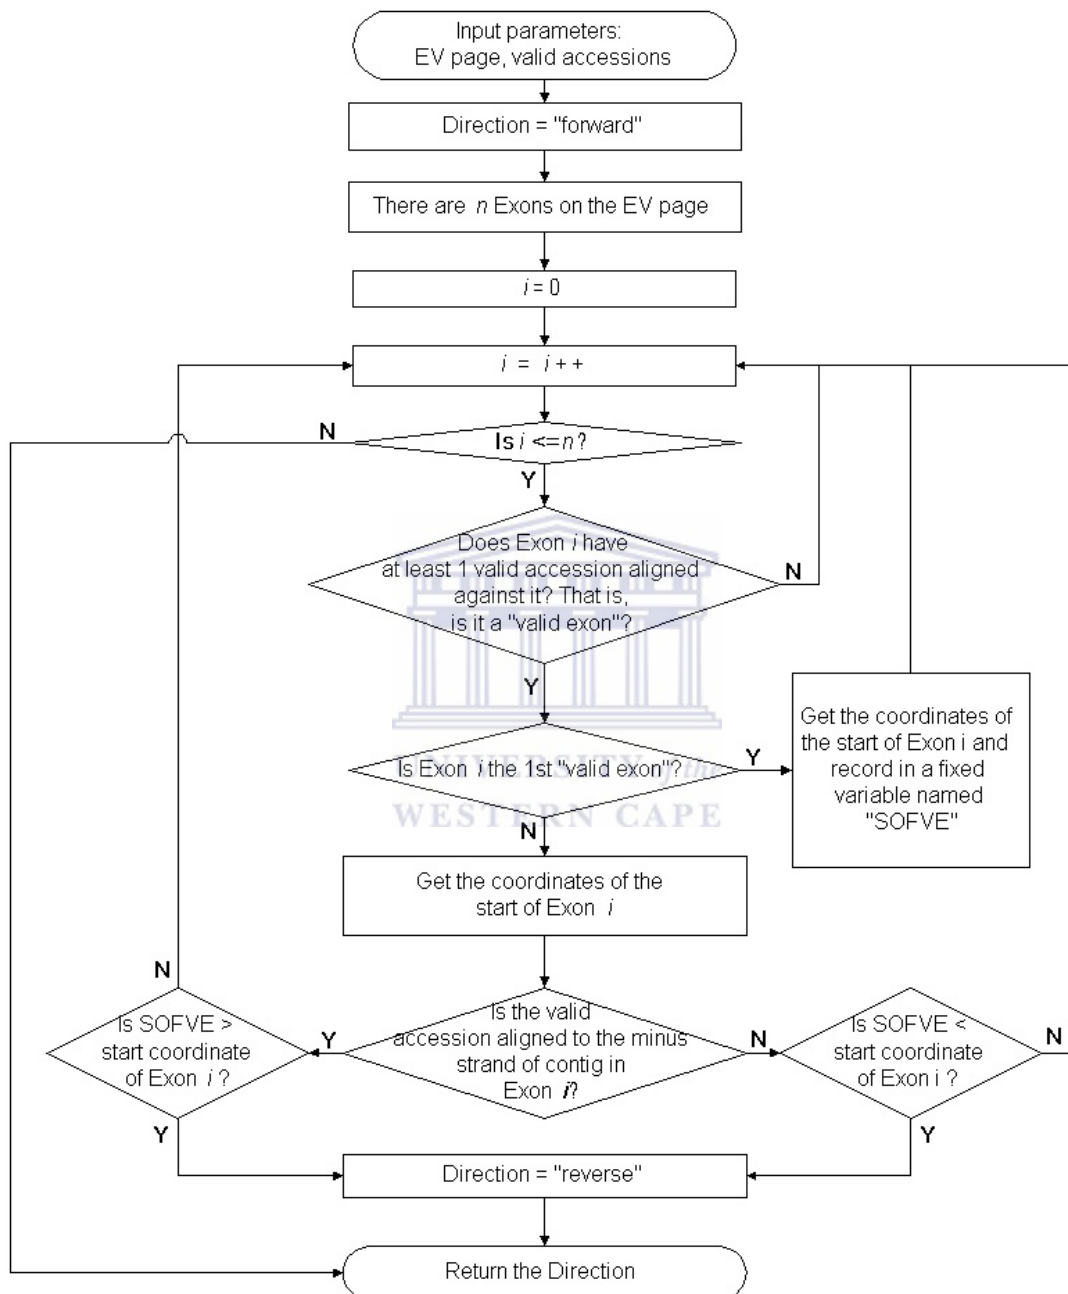 Input parameters:
EV page, valid accessions
Direction = "forward"
There are n Exons on the EV page
i = 0
i = i + +
Is i <=n?
N
Y
Does Exon i have
at least 1 valid accession aligned
against it? That is,
is it a "valid exon"?
N
Y
Is Exon i the 1st "valid exon"?
Y
N
Get the coordinates of
the start of Exon i and
record in a fixed
variable named
"SOFVE"
UNIVERSITY of the
WESTERN CAPE
Get the coordinates of the
start of Exon i
Is the valid
accession aligned to the minus
strand of contig in
Exon i?
Y
N
Is SOFVE >
start coordinate
of Exon i ?
N
Y
Is SOFVE <
start coordinate
of Exon i ?
N
Y
Direction = "reverse"
Return the Direction